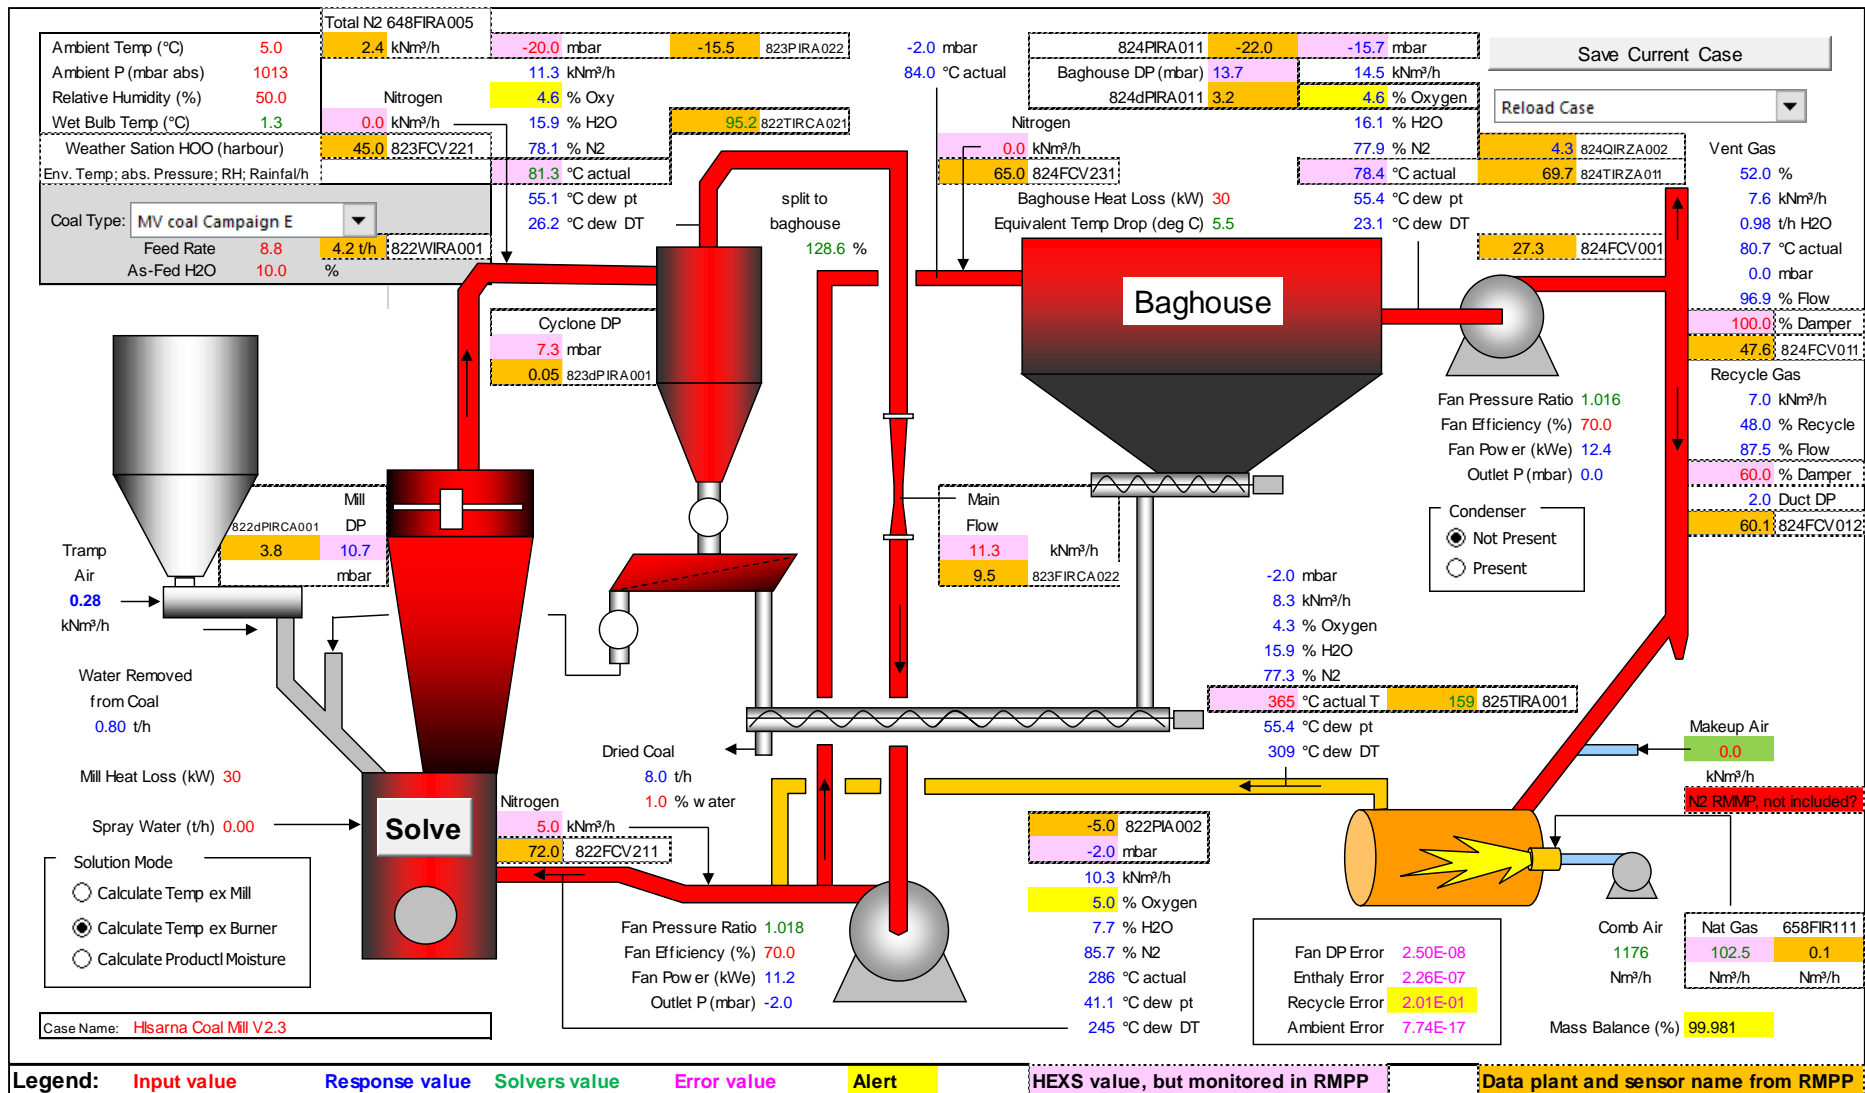 Total N2 648FIRA005
Ambient Temp (°C) 5.0 2.4 kNm³/h -20.0 mbar -15.5 823PIRA022
Ambient P (mbar abs) 1013 11.3 kNm³/h
Relative Humidity (%) 50.0 Nitrogen 4.6 % Oxy
Wet Bulb Temp (°C) 1.3 0.0 kNm³/h 15.9 % H2O 95.2 822TIRCA021
Weather Sation HOO (harbour) 45.0 823FCV221 78.1 % N2
Env. Temp; abs. Pressure; RH; Rainfal/h 81.3 °C actual
55.1 °C dew pt
26.2 °C dew DT
Coal Type: MV coal Campaign E
Feed Rate 8.8 4.2 t/h 822WIRA001
As-Fed H2O 10.0 %
-2.0 mbar
84.0 °C actual
824PIRA011 -22.0 -15.7 mbar
Baghouse DP (mbar) 13.7 14.5 kNm³/h
824dPIRA011 3.2 4.6 % Oxygen
Nitrogen 16.1 % H2O
0.0 kNm³/h 77.9 % N2 4.3 824QIRZA002
65.0 824FCV231 78.4 °C actual 69.7 824TIRZA011
Baghouse Heat Loss (kW) 30 55.4 °C dew pt
Equivalent Temp Drop (deg C) 5.5 23.1 °C dew DT
27.3 824FCV001
Save Current Case
Reload Case
split to
baghouse
128.6 %
Vent Gas
52.0 %
7.6 kNm³/h
0.98 t/h H2O
80.7 °C actual
0.0 mbar
96.9 % Flow
100.0 % Damper
47.6 824FCV011
Recycle Gas
7.0 kNm³/h
48.0 % Recycle
87.5 % Flow
60.0 % Damper
2.0 Duct DP
60.1 824FCV012
Baghouse
Cyclone DP
7.3 mbar
0.05 823dPIRA001
Fan Pressure Ratio 1.016
Fan Efficiency (%) 70.0
Fan Power (kWe) 12.4
Outlet P (mbar) 0.0
Condenser
Not Present
Present
Mill
822dPIRCA001 DP
3.8 10.7
mbar
Tramp
Air
0.28
kNm³/h
Main
Flow
11.3 kNm³/h
9.5 823FIRCA022
-2.0 mbar
8.3 kNm³/h
4.3 % Oxygen
15.9 % H2O
77.3 % N2
365 °C actual T 159 825TIRA001
55.4 °C dew pt
309 °C dew DT
Water Removed
from Coal
0.80 t/h
Mill Heat Loss (kW) 30
Spray Water (t/h) 0.00
Solve
Dried Coal
8.0 t/h
1.0 % water
Nitrogen
5.0 kNm³/h
72.0 822FCV211
Makeup Air
0.0
kNm³/h
N2 RMMP, not included?
Solution Mode
Calculate Temp ex Mill
Calculate Temp ex Burner
Calculate Productl Moisture
Fan Pressure Ratio 1.018
Fan Efficiency (%) 70.0
Fan Power (kWe) 11.2
Outlet P (mbar) -2.0
-5.0 822PIA002
-2.0 mbar
10.3 kNm³/h
5.0 % Oxygen
7.7 % H2O
85.7 % N2
286 °C actual
41.1 °C dew pt
245 °C dew DT
Fan DP Error 2.50E-08
Enthaly Error 2.26E-07
Recycle Error 2.01E-01
Ambient Error 7.74E-17
Comb Air Nat Gas 658FIR111
1176 102.5 0.1
Nm³/h Nm³/h Nm³/h
Mass Balance (%) 99.981
Case Name: HIsarna Coal Mill V2.3
Legend: Input value Response value Solvers value Error value Alert HEXS value, but monitored in RMPP Data plant and sensor name from RMPP